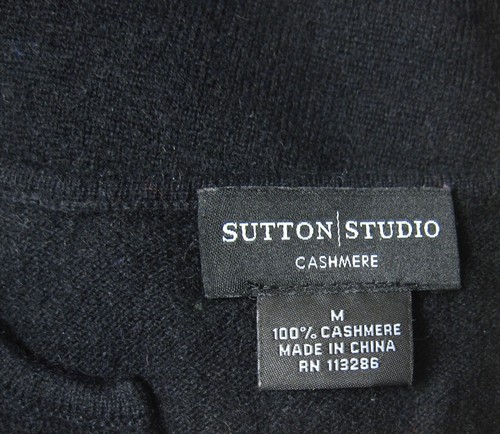 SUTTON|STUDIO
CASHMERE
M
100% CASHMERE
MADE IN CHINA
RN 113286